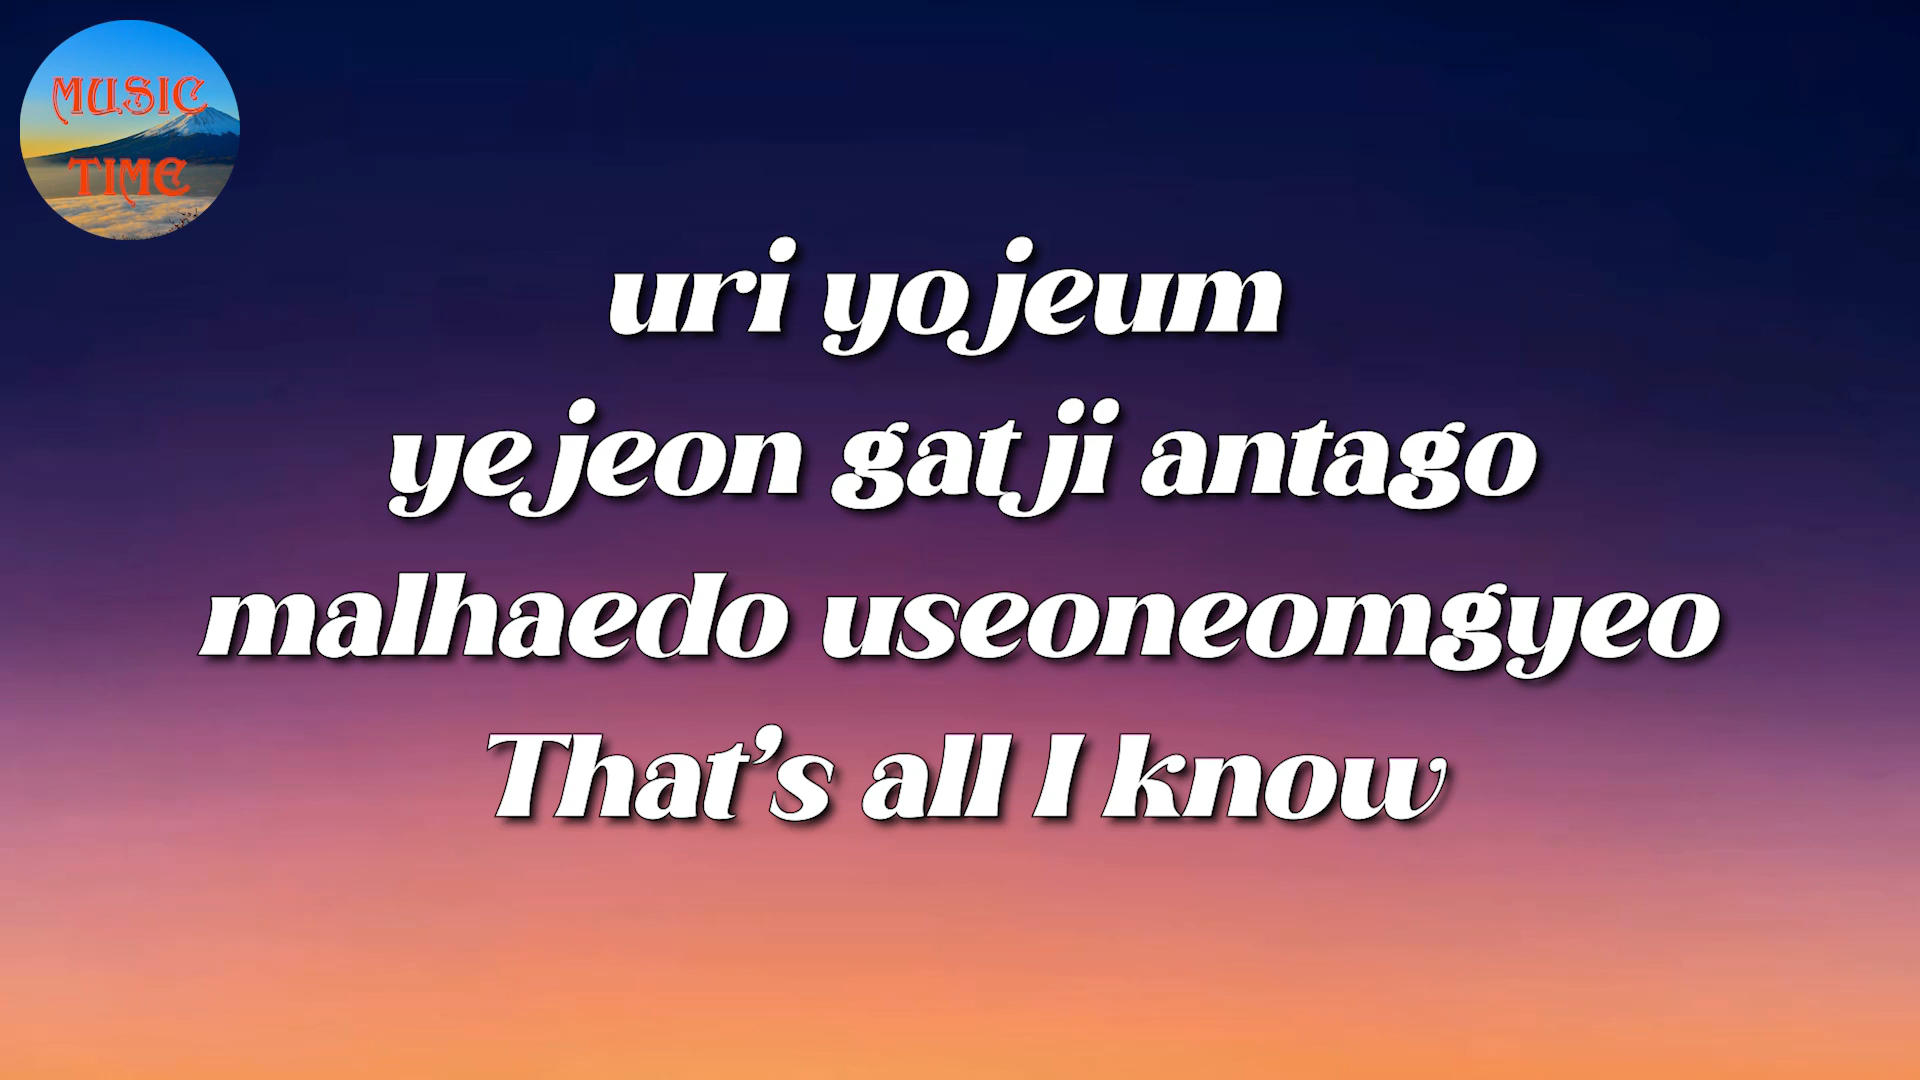 MUSIC
TIME
uri yojeum
yejeon gatji antago
malhaedo useoneomgyeo
That's all I know